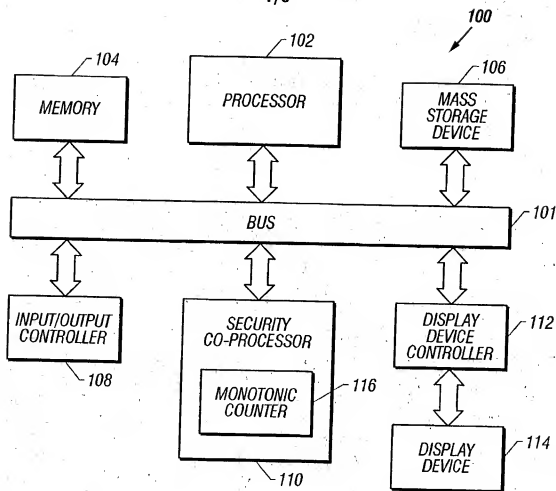 100
102
104
106
MEMORY
PROCESSOR
MASS
STORAGE
DEVICE
BUS
101
INPUT/OUTPUT
CONTROLLER
108
SECURITY
CO-PROCESSOR
MONOTONIC
COUNTER
116
110
DISPLAY
DEVICE
CONTROLLER
112
DISPLAY
DEVICE
114